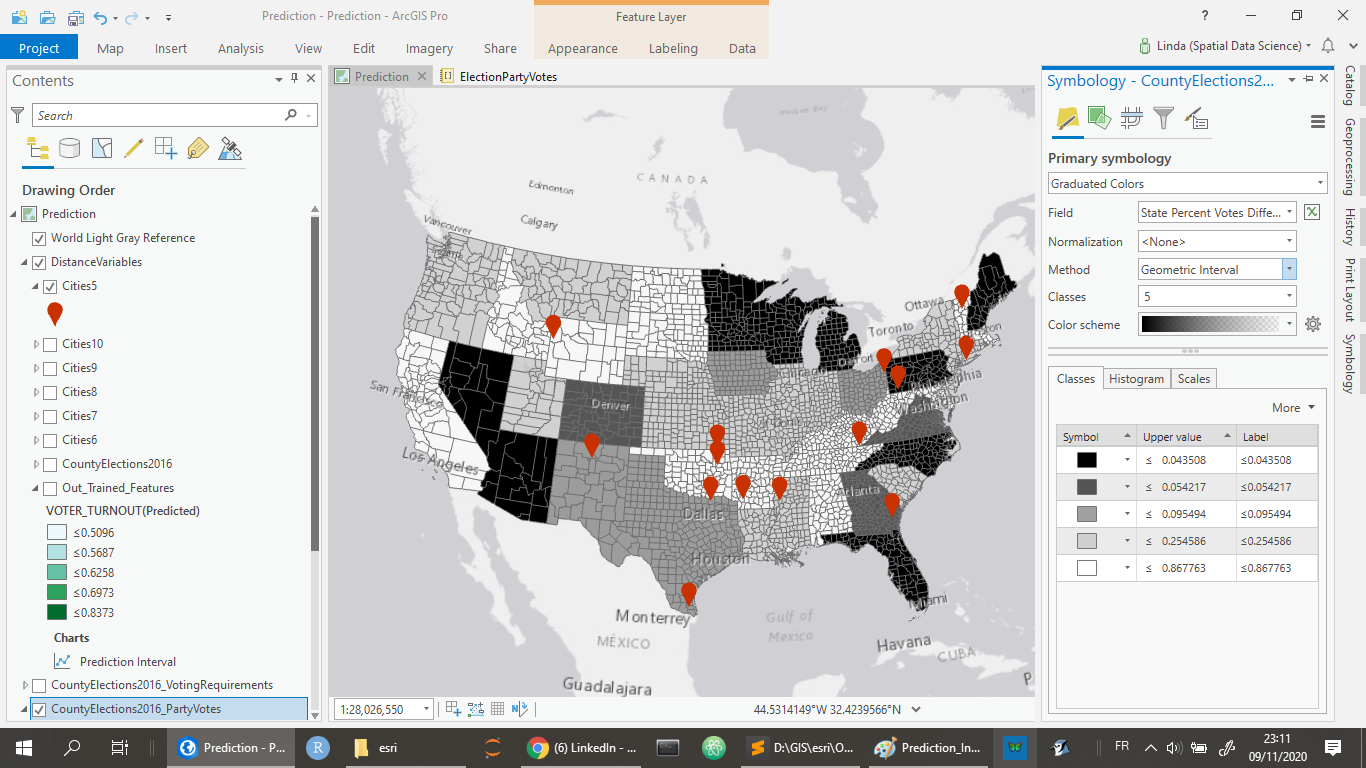 Prediction - Prediction - ArcGIS Pro
Feature Layer
?
Project
Map
Insert
Analysis
View
Edit
Imagery
Share
Appearance
Labeling
Data
Linda (Spatial Data Science)
Contents
Search
Drawing Order
Prediction
World Light Gray Reference
DistanceVariables
Cities5
Cities10
Cities9
Cities8
Cities7
Cities6
CountyElections2016
Out_Trained_Features
VOTER_TURNOUT(Predicted)
≤0.5096
≤0.5687
≤0.6258
≤0.6973
≤0.8373
Charts
Prediction Interval
CountyElections2016_VotingRequirements
CountyElections2016_PartyVotes
Prediction
ElectionPartyVotes
Hudson Bay
CANADA
Edmonton
Calgary
Vancouver
Ottawa
Toronto
Detroit
Chicago
Philadelphia
Washington
San Francisco
Denver
Los Angeles
Atlanta
Dallas
Houston
Miami
Monterrey
Gulf of
Mexico
MÉXICO
Havana
CUBA
Guadalajara
1:28,026,550
44.5314149°W 32.4239566°N
Symbology - CountyElections2...
Primary symbology
Graduated Colors
Field
State Percent Votes Diffe...
Normalization
<None>
Method
Geometric Interval
Classes
5
Color scheme
Classes
Histogram
Scales
More
Symbol
Upper value
Label
≤ 0.043508 ≤0.043508
≤ 0.054217 ≤0.054217
≤ 0.095494 ≤0.095494
≤ 0.254586 ≤0.254586
≤ 0.867763 ≤0.867763
Catalog
Geoprocessing
History
Print Layout
Symbology
Prediction - P...
R
esri
(6) LinkedIn - ...
D:\GIS\esri\O...
Prediction_In...
FR
23:11
09/11/2020